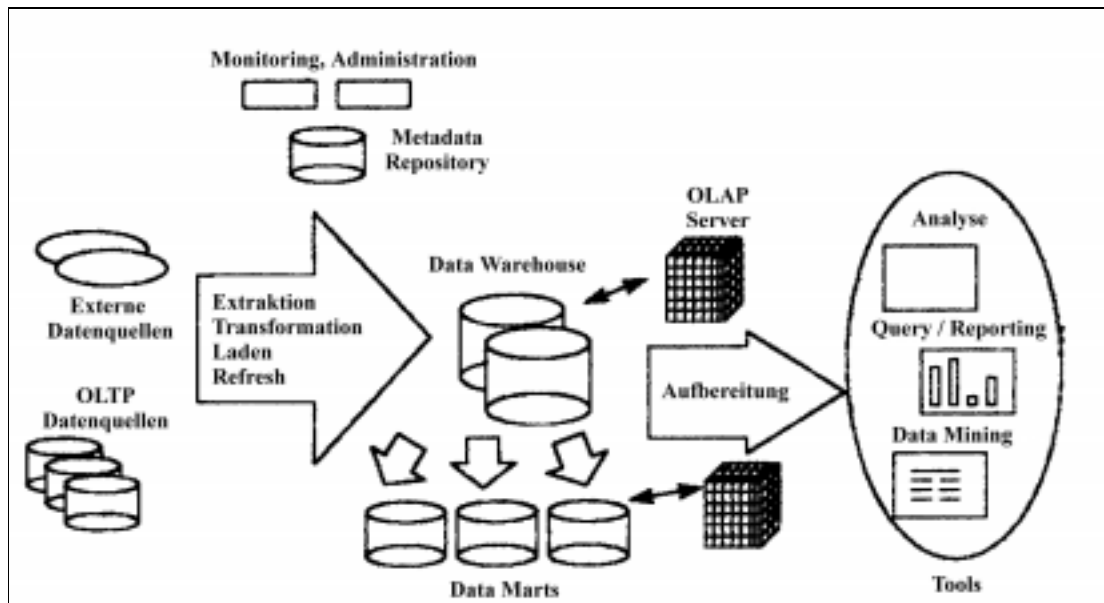 Monitoring, Administration
Metadata
Repository
OLAP
Server
Data Warehouse
Externe
Datenquellen
Extraktion
Transformation
Laden
Refresh
OLTP
Datenquellen
Aufbereitung
Analyse
Query / Reporting
Data Mining
Data Marts
Tools